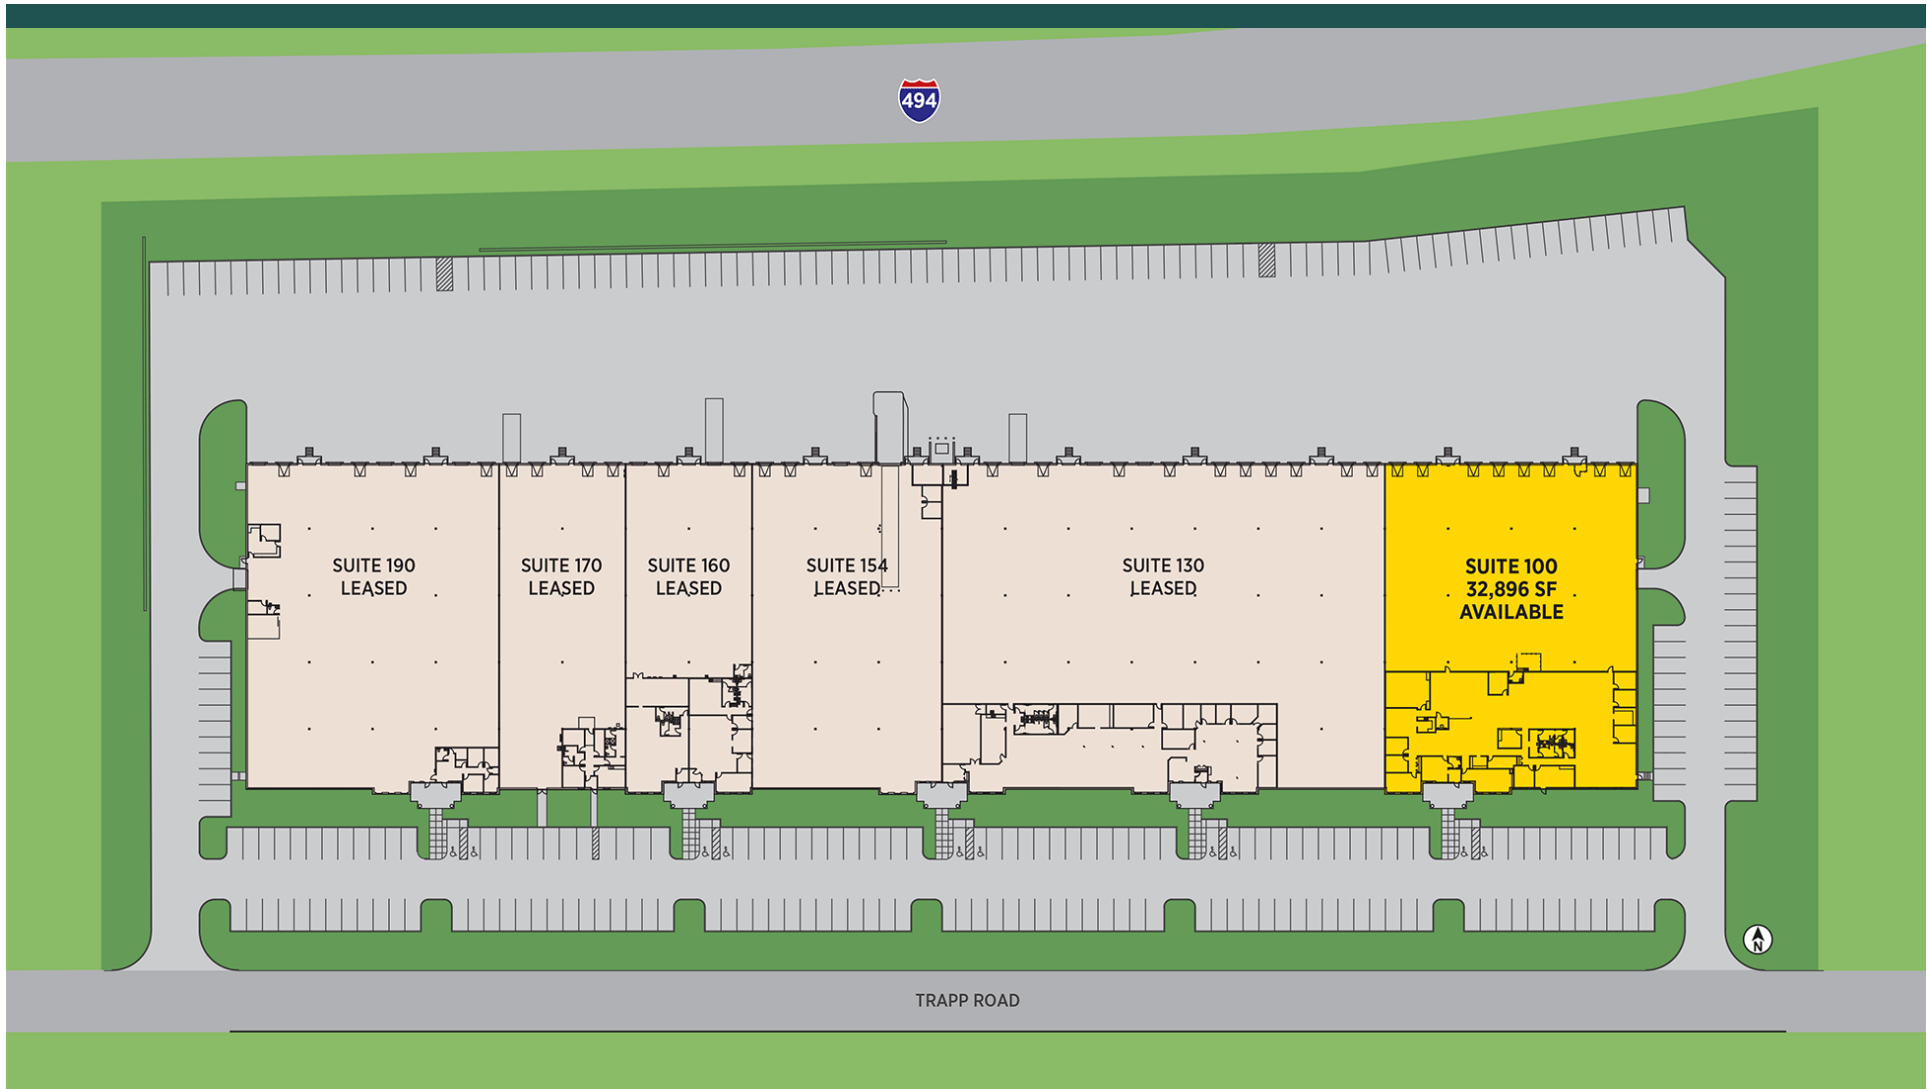 494
SUITE 190
LEASED
SUITE 170
LEASED
SUITE 160
LEASED
SUITE 154
LEASED
SUITE 130
LEASED
SUITE 100
32,896 SF
AVAILABLE
N
TRAPP ROAD